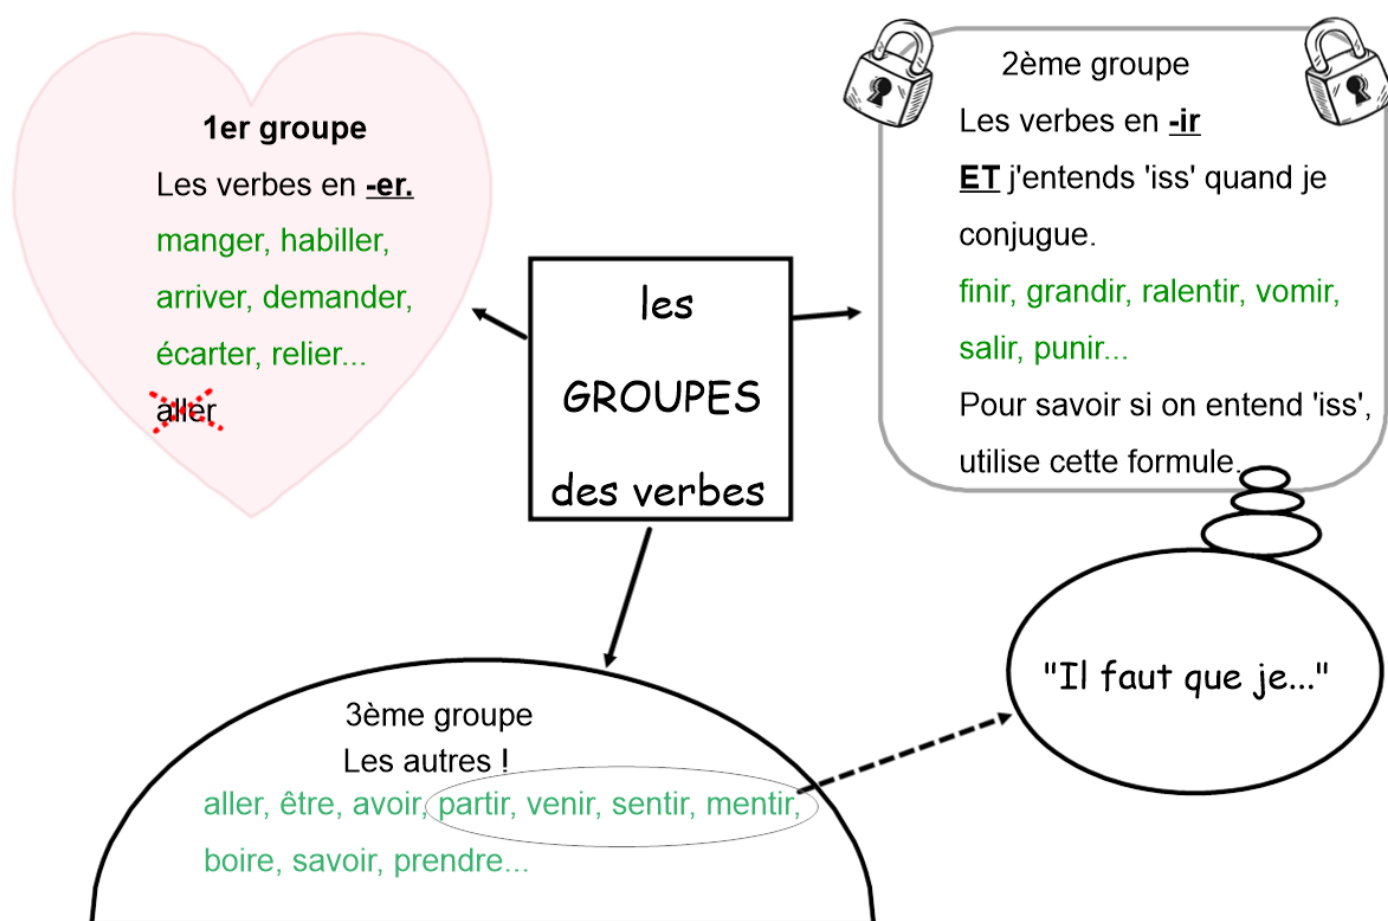 1er groupe
Les verbes en -er.
manger, habiller,
arriver, demander,
écarter, relier...
aller
les
GROUPES
des verbes
2ème groupe
Les verbes en -ir
ET j'entends 'iss' quand je
conjugue.
finir, grandir, ralentir, vomir,
salir, punir...
Pour savoir si on entend 'iss',
utilise cette formule.
"Il faut que je..."
3ème groupe
Les autres !
aller, être, avoir, partir, venir, sentir, mentir,
boire, savoir, prendre...